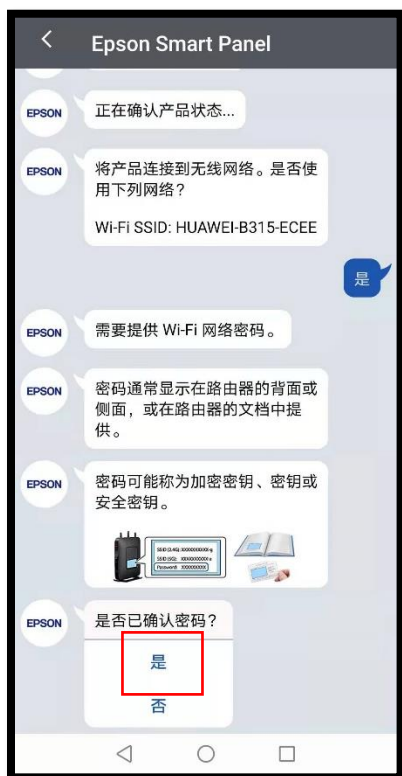 Epson Smart Panel
EPSON
正在确认产品状态...
EPSON
将产品连接到无线网络。是否使
用下列网络?
Wi-Fi SSID: HUAWEI-B315-ECEE
是
EPSON
需要提供 Wi-Fi 网络密码。
EPSON
密码通常显示在路由器的背面或
侧面，或在路由器的文档中提
供。
EPSON
密码可能称为加密密钥、密钥或
安全密钥。
EPSON
是否已确认密码?
是
否